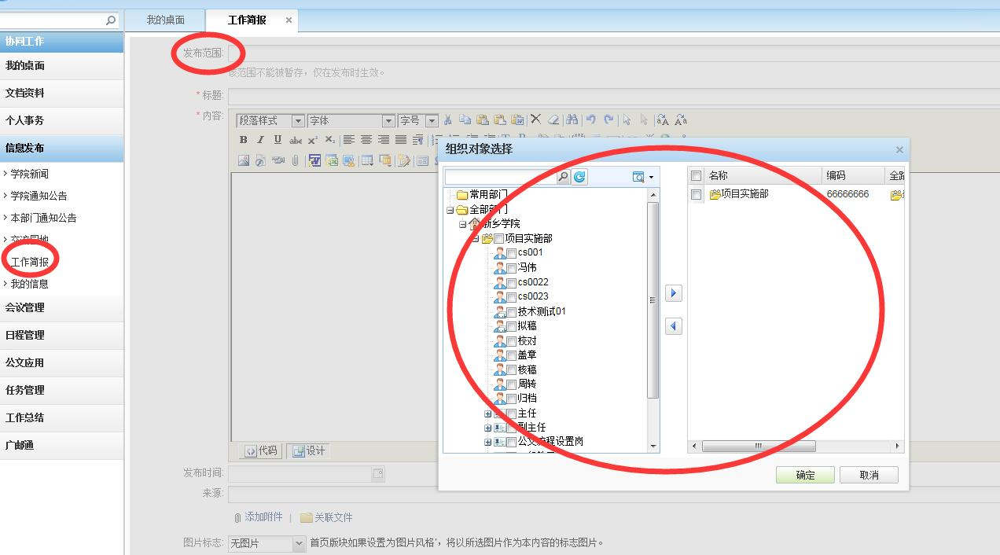 我的桌面
工作简报
协同工作
我的桌面
文档资料
个人事务
信息发布
学院新闻
学院通知公告
本部门通知公告
交流园地
工作简报
我的信息
会议管理
日程管理
公文应用
任务管理
工作总结
广邮通
发布范围:
该范围不能被暂存，仅在发布时生效。
* 标题:
* 内容:
段落样式
字体
字号
B I U abc x² x₂
代码
设计
发布时间:
来源:
添加附件 |
关联文件
图片标志:
无图片
首页版块如果设置为'图片风格'，将以所选图片作为本内容的标志图片。
组织对象选择
常用部门
全部部门
新乡学院
项目实施部
cs001
冯伟
cs0022
cs0023
技术测试01
拟稿
校对
盖章
核稿
周转
归档
主任
副主任
公文流程设置岗
名称
编码
项目实施部
66666666
确定
取消